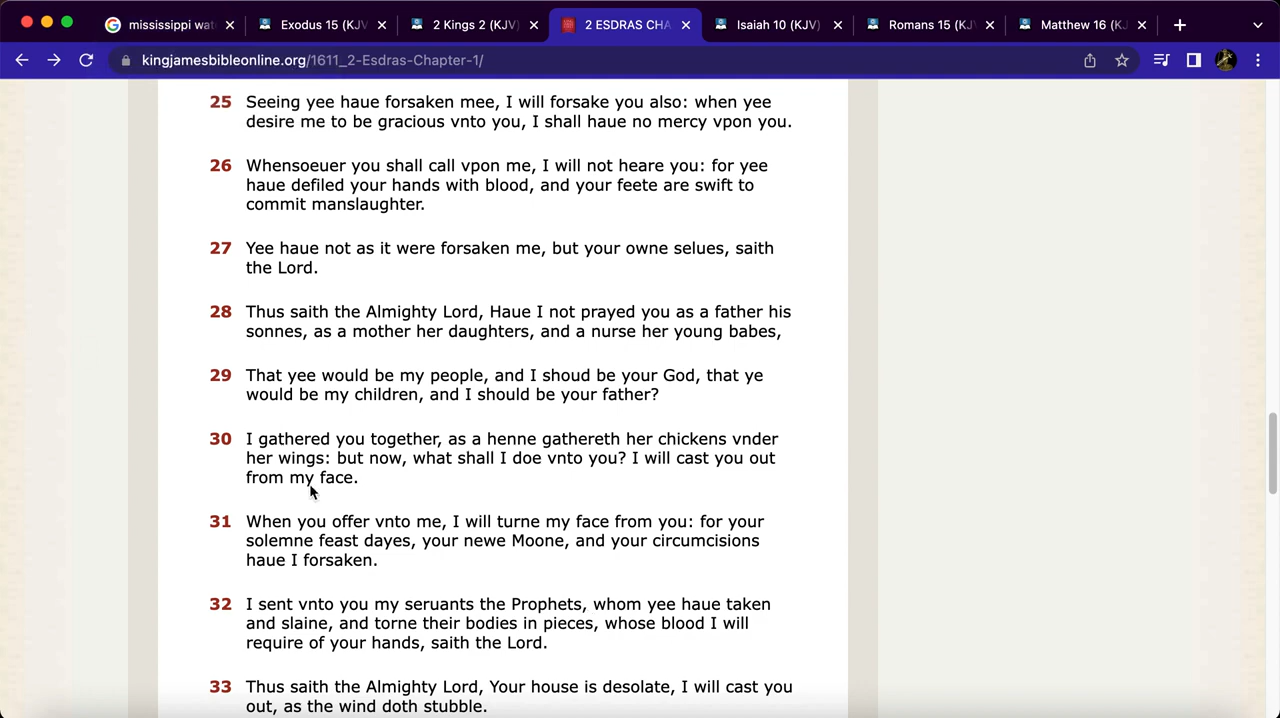 mississippi wat
Exodus 15 (KJV)
2 Kings 2 (KJV)
2 ESDRAS CHA
Isaiah 10 (KJV)
Romans 15 (KJ
Matthew 16 (KJ
kingjamesbibleonline.org/1611_2-Esdras-Chapter-1/
25 Seeing yee haue forsaken mee, I will forsake you also: when yee
desire me to be gracious vnto you, I shall haue no mercy vpon you.
26 Whensoeuer you shall call vpon me, I will not heare you: for yee
haue defiled your hands with blood, and your feete are swift to
commit manslaughter.
27 Yee haue not as it were forsaken me, but your owne selues, saith
the Lord.
28 Thus saith the Almighty Lord, Haue I not prayed you as a father his
sonnes, as a mother her daughters, and a nurse her young babes,
29 That yee would be my people, and I shoud be your God, that ye
would be my children, and I should be your father?
30 I gathered you together, as a henne gathereth her chickens vnder
her wings: but now, what shall I doe vnto you? I will cast you out
from my face.
31 When you offer vnto me, I will turne my face from you: for your
solemne feast dayes, your newe Moone, and your circumcisions
haue I forsaken.
32 I sent vnto you my seruants the Prophets, whom yee haue taken
and slaine, and torne their bodies in pieces, whose blood I will
require of your hands, saith the Lord.
33 Thus saith the Almighty Lord, Your house is desolate, I will cast you
out, as the wind doth stubble.